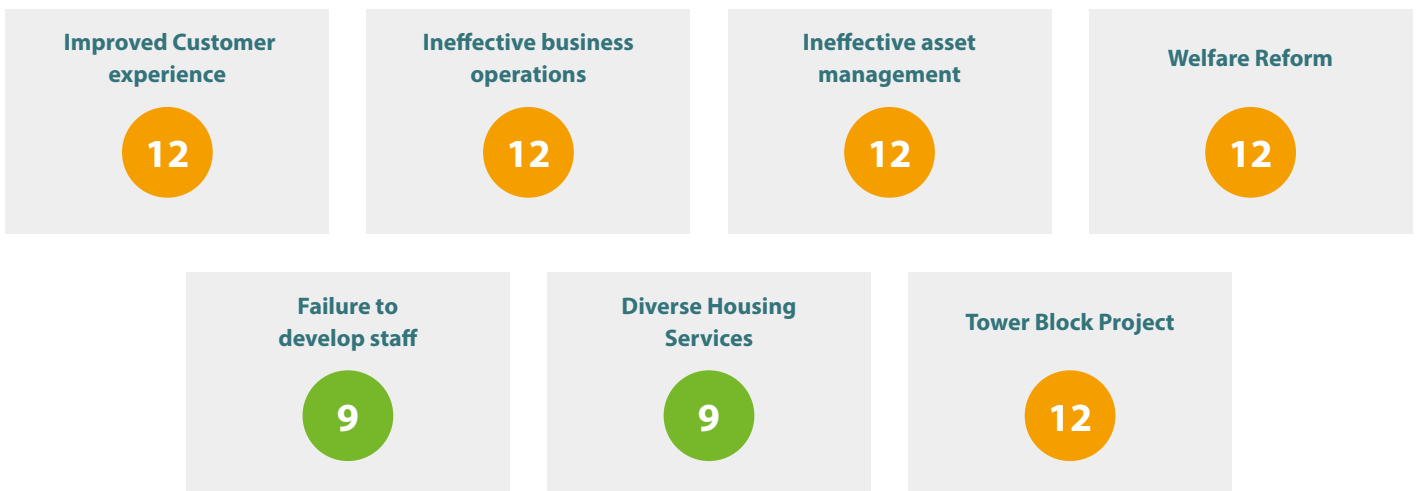 Improved Customer
experience
12
Ineffective business
operations
12
Ineffective asset
management
12
Welfare Reform
12
Failure to
develop staff
9
Diverse Housing
Services
9
Tower Block Project
12